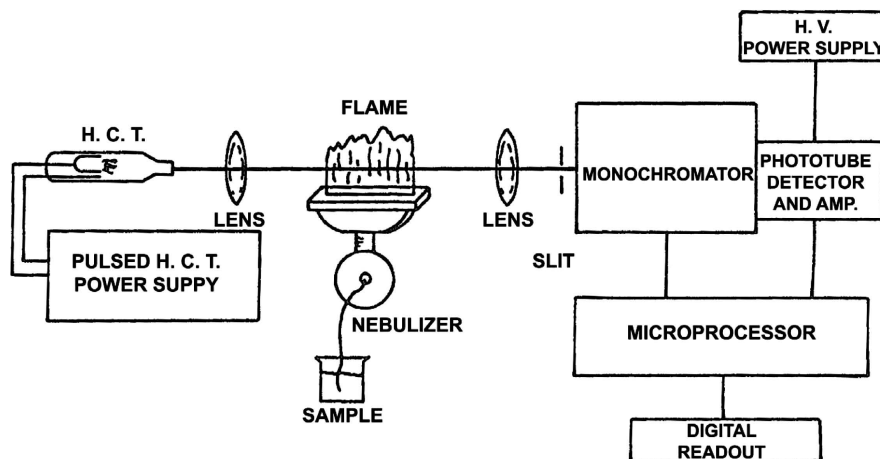 H. V.
POWER SUPPLY
FLAME
H. C. T.
MONOCHROMATOR
PHOTOTUBE
DETECTOR
AND AMP.
LENS
LENS
SLIT
PULSED H. C. T.
POWER SUPPY
NEBULIZER
MICROPROCESSOR
SAMPLE
DIGITAL
READOUT